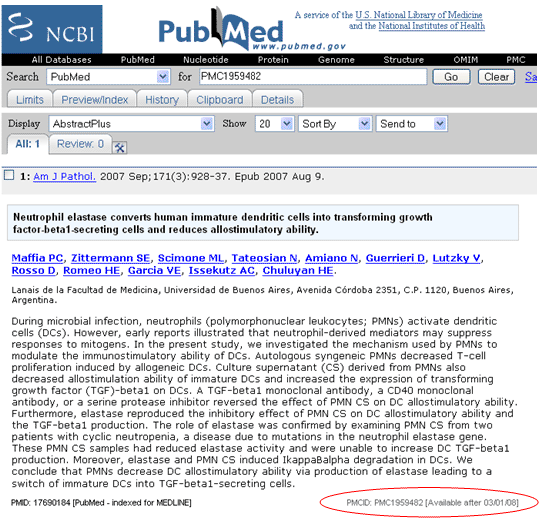 NCBI
PubMed
www.pubmed.gov
A service of the U.S. National Library of Medicine
and the National Institutes of Health
All Databases PubMed Nucleotide Protein Genome Structure OMIM PMC
Search PubMed for PMC1959482 Go Clear Sa
Limits Preview/Index History Clipboard Details
Display AbstractPlus Show 20 Sort By Send to
All: 1 Review: 0
1: Am J Pathol. 2007 Sep;171(3):928-37. Epub 2007 Aug 9.
Neutrophil elastase converts human immature dendritic cells into transforming growth
factor-beta1-secreting cells and reduces allostimulatory ability.
Maffia PC, Zittermann SE, Scimone ML, Tateosian N, Amiano N, Guerrieri D, Lutzky V,
Rosso D, Romeo HE, Garcia VE, Issekutz AC, Chuluyan HE.
Lanais de la Facultad de Medicina, Universidad de Buenos Aires, Avenida Córdoba 2351, C.P. 1120, Buenos Aires,
Argentina.
During microbial infection, neutrophils (polymorphonuclear leukocytes; PMNs) activate dendritic
cells (DCs). However, early reports illustrated that neutrophil-derived mediators may suppress
responses to mitogens. In the present study, we investigated the mechanism used by PMNs to
modulate the immunostimulatory ability of DCs. Autologous syngeneic PMNs decreased T-cell
proliferation induced by allogeneic DCs. Culture supernatant (CS) derived from PMNs also
decreased allostimulation ability of immature DCs and increased the expression of transforming
growth factor (TGF)-beta1 on DCs. A TGF-beta1 monoclonal antibody, a CD40 monoclonal
antibody, or a serine protease inhibitor reversed the effect of PMN CS on DC allostimulatory ability.
Furthermore, elastase reproduced the inhibitory effect of PMN CS on DC allostimulatory ability and
the TGF-beta1 production. The role of elastase was confirmed by examining PMN CS from two
patients with cyclic neutropenia, a disease due to mutations in the neutrophil elastase gene.
These PMN CS samples had reduced elastase activity and were unable to increase DC TGF-beta1
production. Moreover, elastase and PMN CS induced IkappaBalpha degradation in DCs. We
conclude that PMNs decrease DC allostimulatory ability via production of elastase leading to a
switch of immature DCs into TGF-beta1-secreting cells.
PMID: 17690184 [PubMed - indexed for MEDLINE] PMCID: PMC1959482 [Available after 03/01/08]